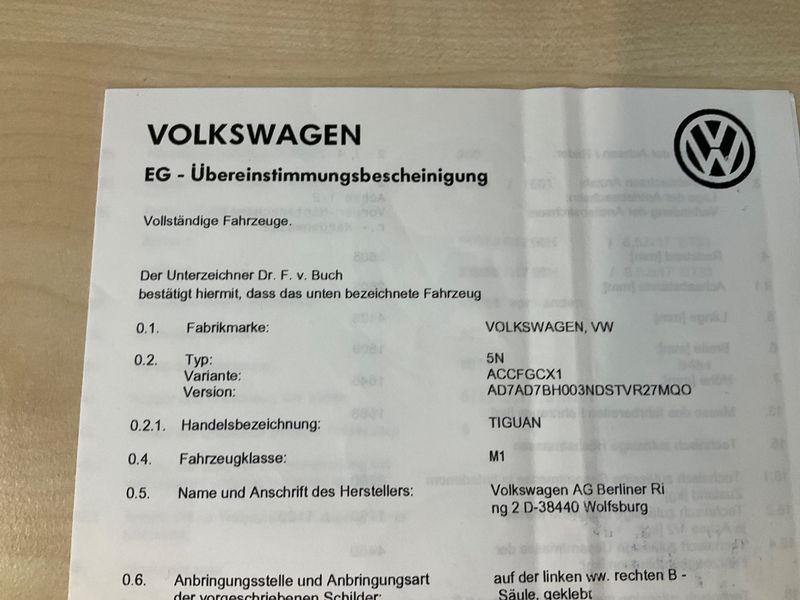 VOLKSWAGEN
EG - Übereinstimmungsbescheinigung
Vollständige Fahrzeuge.
Der Unterzeichner Dr. F. v. Buch
bestätigt hiermit, dass das unten bezeichnete Fahrzeug
0.1. Fabrikmarke: VOLKSWAGEN, VW
0.2. Typ: 5N
Variante: ACCFGCX1
Version: AD7AD7BH003NDSTVR27MQO
0.2.1. Handelsbezeichnung: TIGUAN
0.4. Fahrzeugklasse: M1
0.5. Name und Anschrift des Herstellers: Volkswagen AG Berliner Ri
ng 2 D-38440 Wolfsburg
0.6. Anbringungsstelle und Anbringungsart auf der linken ww. rechten B -
der vorgeschriebenen Schilder: Säule, geklebt